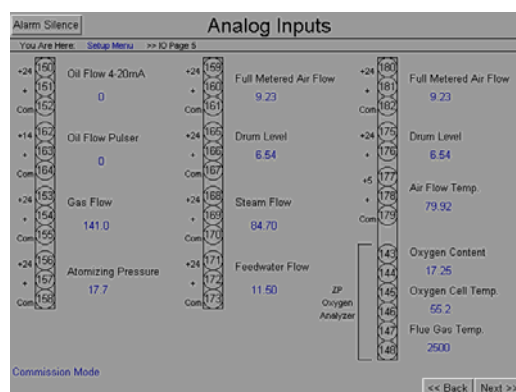 Alarm Silence
Analog Inputs
You Are Here: Setup Menu >> IO Page 5
+24 150 Oil Flow 4-20mA
+ 151 0
Com 152
+14 162 Oil Flow Pulser
+ 163 0
Com 164
+24 153 Gas Flow
+ 154 141.0
Com 155
+24 156 Atomizing Pressure
+ 157 17.7
Com 158
+24 159 Full Metered Air Flow
+ 160 9.23
Com 161
+24 165 Drum Level
+ 166 6.54
Com 167
+24 168 Steam Flow
+ 169 84.70
Com 170
+24 171 Feedwater Flow
+ 172 11.50
Com 173
+24 180 Full Metered Air Flow
+ 181 9.23
Com 182
+24 175 Drum Level
+ 176 6.54
+5 177 Air Flow Temp.
+ 178 79.92
Com 179
ZP Oxygen Analyzer
143 Oxygen Content
144 17.25
145 Oxygen Cell Temp.
146 55.2
147 Flue Gas Temp.
148 2500
Commission Mode
<< Back Next >>